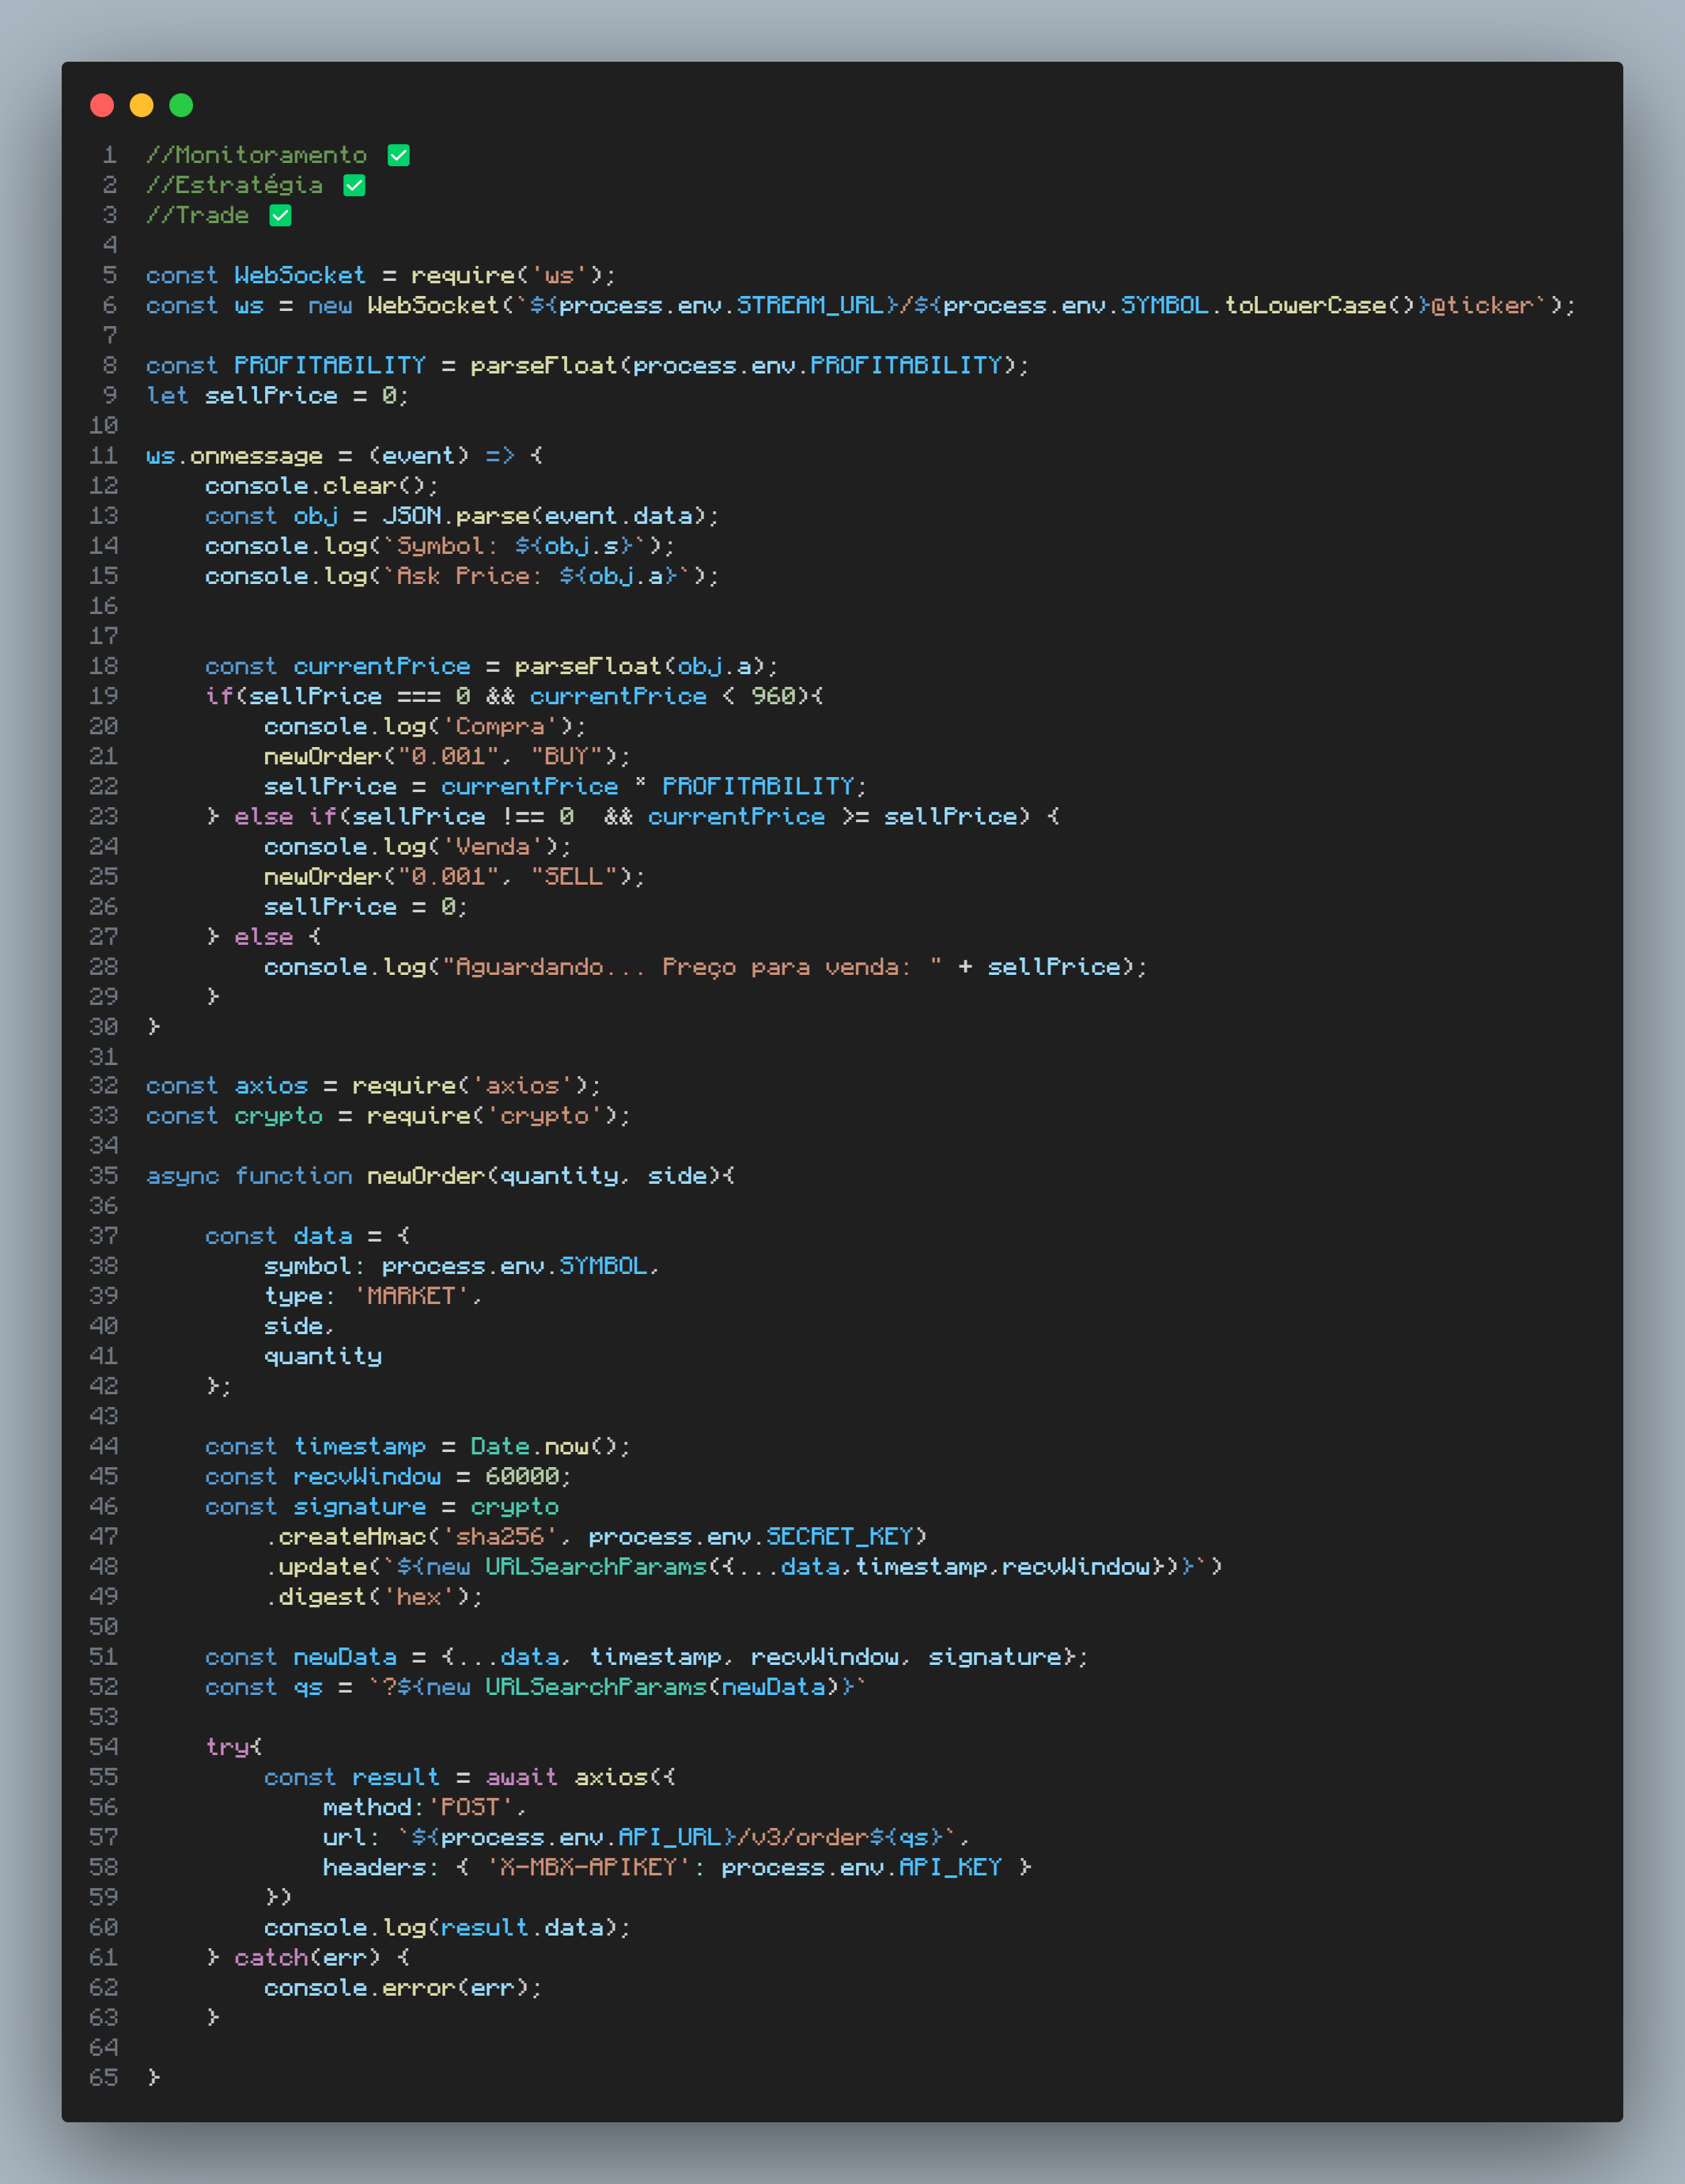 1 //Monitoramento ✅
2 //Estratégia ✅
3 //Trade ✅
4
5 const WebSocket = require('ws');
6 const ws = new WebSocket(`${process.env.STREAM_URL}/${process.env.SYMBOL.toLowerCase()}@ticker`);
7
8 const PROFITABILITY = parseFloat(process.env.PROFITABILITY);
9 let sellPrice = 0;
10
11 ws.onmessage = (event) => {
12     console.clear();
13     const obj = JSON.parse(event.data);
14     console.log(`Symbol: ${obj.s}`);
15     console.log(`Ask Price: ${obj.a}`);
16
17
18     const currentPrice = parseFloat(obj.a);
19     if(sellPrice === 0 && currentPrice < 960){
20         console.log('Compra');
21         newOrder("0.001", "BUY");
22         sellPrice = currentPrice * PROFITABILITY;
23     } else if(sellPrice !== 0  && currentPrice >= sellPrice) {
24         console.log('Venda');
25         newOrder("0.001", "SELL");
26         sellPrice = 0;
27     } else {
28         console.log("Aguardando... Preço para venda: " + sellPrice);
29     }
30 }
31
32 const axios = require('axios');
33 const crypto = require('crypto');
34
35 async function newOrder(quantity, side){
36
37     const data = {
38         symbol: process.env.SYMBOL,
39         type: 'MARKET',
40         side,
41         quantity
42     };
43
44     const timestamp = Date.now();
45     const recvWindow = 60000;
46     const signature = crypto
47         .createHmac('sha256', process.env.SECRET_KEY)
48         .update(`${new URLSearchParams({...data,timestamp,recvWindow})}`)
49         .digest('hex');
50
51     const newData = {...data, timestamp, recvWindow, signature};
52     const qs = `?${new URLSearchParams(newData)}`
53
54     try{
55         const result = await axios({
56             method:'POST',
57             url: `${process.env.API_URL}/v3/order${qs}`,
58             headers: { 'X-MBX-APIKEY': process.env.API_KEY }
59         })
60         console.log(result.data);
61     } catch(err) {
62         console.error(err);
63     }
64
65 }